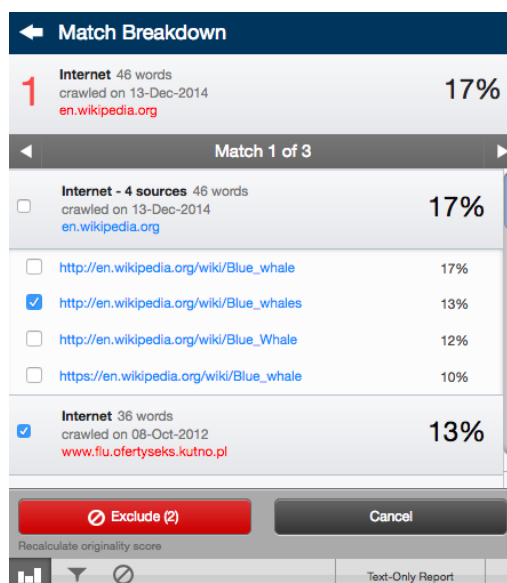 Match Breakdown
1
Internet 46 words
crawled on 13-Dec-2014
en.wikipedia.org
17%
Match 1 of 3
Internet - 4 sources 46 words
crawled on 13-Dec-2014
en.wikipedia.org
17%
http://en.wikipedia.org/wiki/Blue_whale 17%
http://en.wikipedia.org/wiki/Blue_whales 13%
http://en.wikipedia.org/wiki/Blue_Whale 12%
https://en.wikipedia.org/wiki/Blue_whale 10%
Internet 36 words
crawled on 08-Oct-2012
www.flu.ofertyseks.kutno.pl
13%
Exclude (2)
Cancel
Recalculate originality score
Text-Only Report